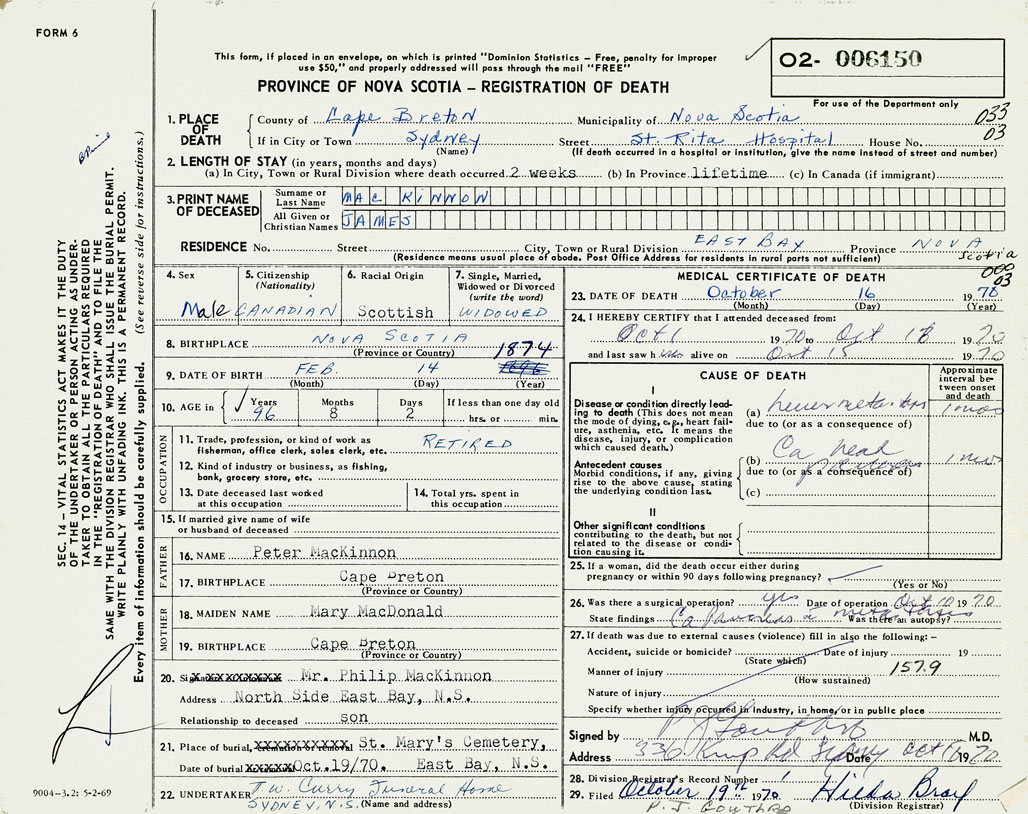 FORM 6
This form, if placed in an envelope, on which is printed "Dominion Statistics – Free, penalty for improper
use $50," and properly addressed will pass through the mail "FREE"
02- 006150
For use of the Department only
PROVINCE OF NOVA SCOTIA – REGISTRATION OF DEATH
033
03
1. PLACE OF DEATH
County of Cape Breton Municipality of Nova Scotia
If in City or Town Sydney Street St. Rita Hospital House No.
(Name) (If death occurred in a hospital or institution, give the name instead of street and number)
2. LENGTH OF STAY (in years, months and days)
(a) In City, Town or Rural Division where death occurred 2 weeks (b) In Province lifetime (c) In Canada (if immigrant)
3. PRINT NAME OF DECEASED
Surname or Last Name MAC KINNON
All Given or Christian Names JAMES
RESIDENCE No. Street City, Town or Rural Division EAST BAY Province NOVA Scotia
(Residence means usual place of abode. Post Office Address for residents in rural parts not sufficient)
000
03
4. Sex
Male
5. Citizenship
(Nationality)
CANADIAN
6. Racial Origin
Scottish
7. Single, Married, Widowed or Divorced
(write the word)
WIDOWED
8. BIRTHPLACE NOVA SCOTIA
(Province or Country)
1874
9. DATE OF BIRTH FEB. 14 1896
(Month) (Day) (Year)
10. AGE in Years 96 Months 8 Days 2 If less than one day old hrs. or min.
OCCUPATION
11. Trade, profession, or kind of work as fisherman, office clerk, sales clerk, etc. RETIRED
12. Kind of industry or business, as fishing, bank, grocery store, etc.
13. Date deceased last worked at this occupation
14. Total yrs. spent in this occupation
15. If married give name of wife or husband of deceased
FATHER
16. NAME Peter MacKinnon
17. BIRTHPLACE Cape Breton
(Province or Country)
MOTHER
18. MAIDEN NAME Mary MacDonald
19. BIRTHPLACE Cape Breton
(Province or Country)
20. Mr. Philip MacKinnon
Address North Side East Bay, N.S.
Relationship to deceased son
21. Place of burial, St. Mary's Cemetery,
Date of burial Oct.19/70. East Bay, N.S.
22. UNDERTAKER T.W. Curry Funeral Home
SYDNEY, N.S. (Name and address)
MEDICAL CERTIFICATE OF DEATH
23. DATE OF DEATH October 16 1970
(Month) (Day) (Year)
24. I HEREBY CERTIFY that I attended deceased from:
Oct 1 1970 to Oct 16 1970
and last saw h alive on Oct 15 1970
CAUSE OF DEATH
Approximate interval between onset and death
I
Disease or condition directly leading to death (This does not mean the mode of dying, e.g., heart failure, asthenia, etc. It means the disease, injury, or complication which caused death.)
(a)
due to (or as a consequence of)
Antecedent causes
Morbid conditions, if any, giving rise to the above cause, stating the underlying condition last.
(b) Ca head
due to (or as a consequence of)
(c)
II
Other significant conditions
contributing to the death, but not related to the disease or condition causing it.
25. If a woman, did the death occur either during pregnancy or within 90 days following pregnancy?
(Yes or No)
26. Was there a surgical operation? yes Date of operation Oct 10 1970
State findings Ca Pancreas Was there an autopsy?
27. If death was due to external causes (violence) fill in also the following: –
Accident, suicide or homicide? Date of injury 19
(State which)
Manner of injury 157.9
(How sustained)
Nature of injury
Specify whether injury occurred in industry, in home, or in public place
Signed by P J Gouthro M.D.
Address 336 King Rd Sydney Date Oct 1970
28. Division Registrar's Record Number 1
29. Filed October 19th 1970 Hilda Bray
P. J. GOUTHRO (Division Registrar)
SEC. 14 – VITAL STATISTICS ACT MAKES IT THE DUTY
OF THE UNDERTAKER OR PERSON ACTING AS UNDERTAKER
TO OBTAIN ALL THE PARTICULARS REQUIRED
IN THE "REGISTRATION OF DEATH" AND TO FILE THE
SAME WITH THE DIVISION REGISTRAR WHO SHALL ISSUE THE BURIAL PERMIT.
WRITE PLAINLY WITH UNFADING INK. THIS IS A PERMANENT RECORD.
Every item of information should be carefully supplied. (See reverse side for instructions.)
9004–3.2: 5-2-69